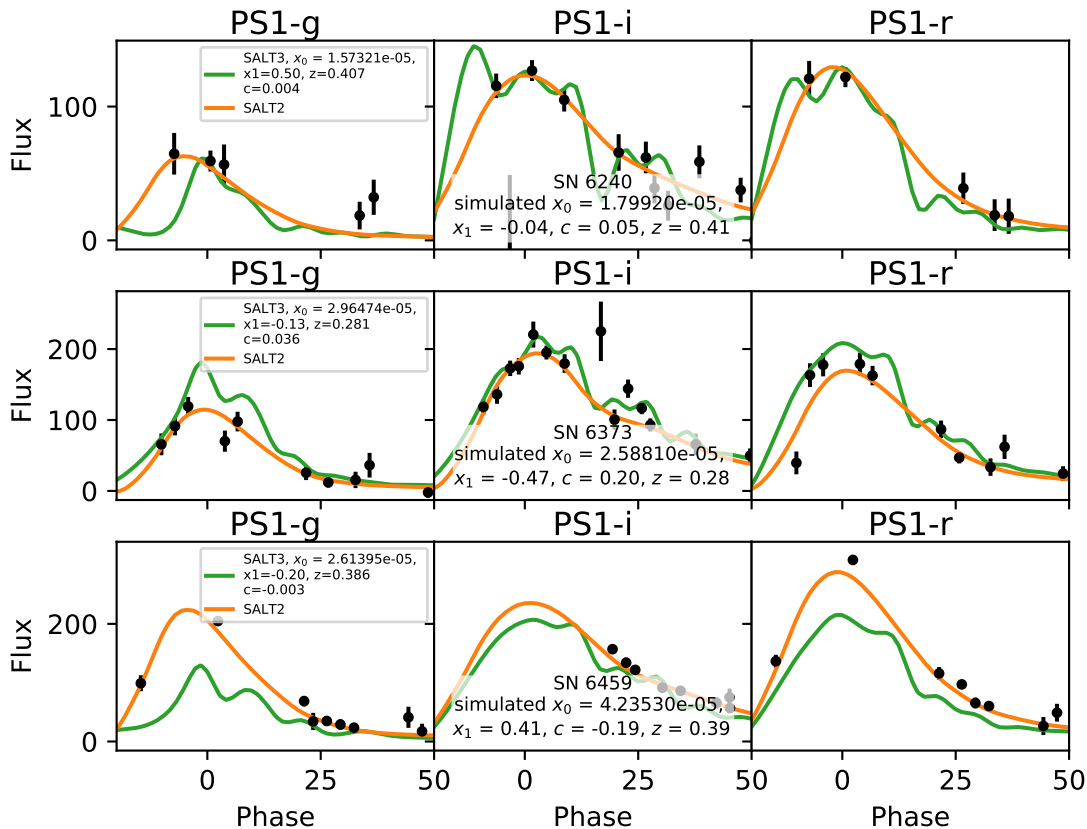 PS1-g PS1-i PS1-r
Flux
100
0
SALT3, x₀ = 1.57321e-05,
x1=0.50, z=0.407
c=0.004
SALT2
SN 6240
simulated x₀ = 1.79920e-05,
x₁ = -0.04, c = 0.05, z = 0.41
PS1-g PS1-i PS1-r
Flux
200
100
0
SALT3, x₀ = 2.96474e-05,
x1=-0.13, z=0.281
c=0.036
SALT2
SN 6373
simulated x₀ = 2.58810e-05,
x₁ = -0.47, c = 0.20, z = 0.28
PS1-g PS1-i PS1-r
Flux
200
0
SALT3, x₀ = 2.61395e-05,
x1=-0.20, z=0.386
c=-0.003
SALT2
SN 6459
simulated x₀ = 4.23530e-05,
x₁ = 0.41, c = -0.19, z = 0.39
0 25 50 0 25 50 0 25 50
Phase Phase Phase